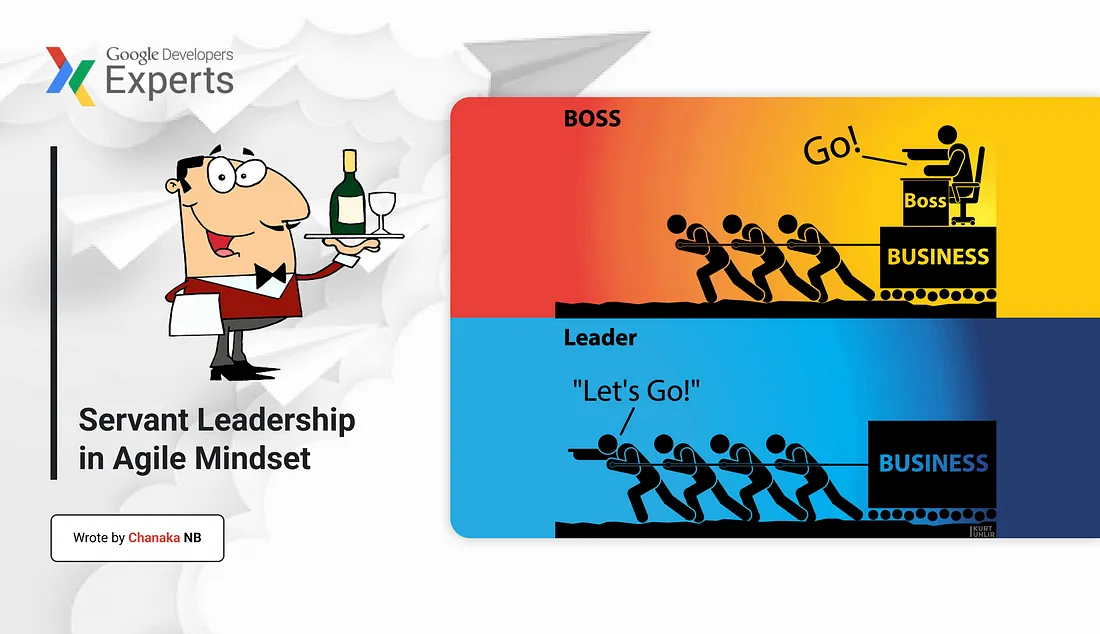 Google Developers
Experts
Servant Leadership
in Agile Mindset
Wrote by Chanaka NB
BOSS
Go!
Boss
BUSINESS
Leader
"Let's Go!"
BUSINESS
KURT
UHLIR